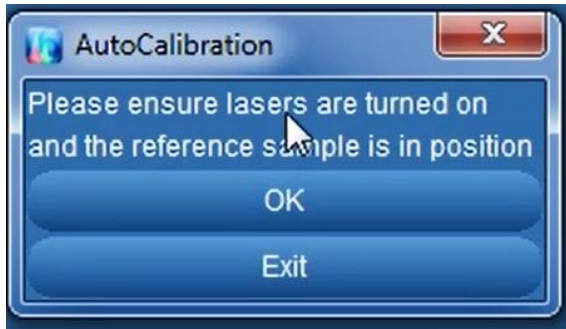 AutoCalibration
Please ensure lasers are turned on
and the reference sample is in position
OK
Exit